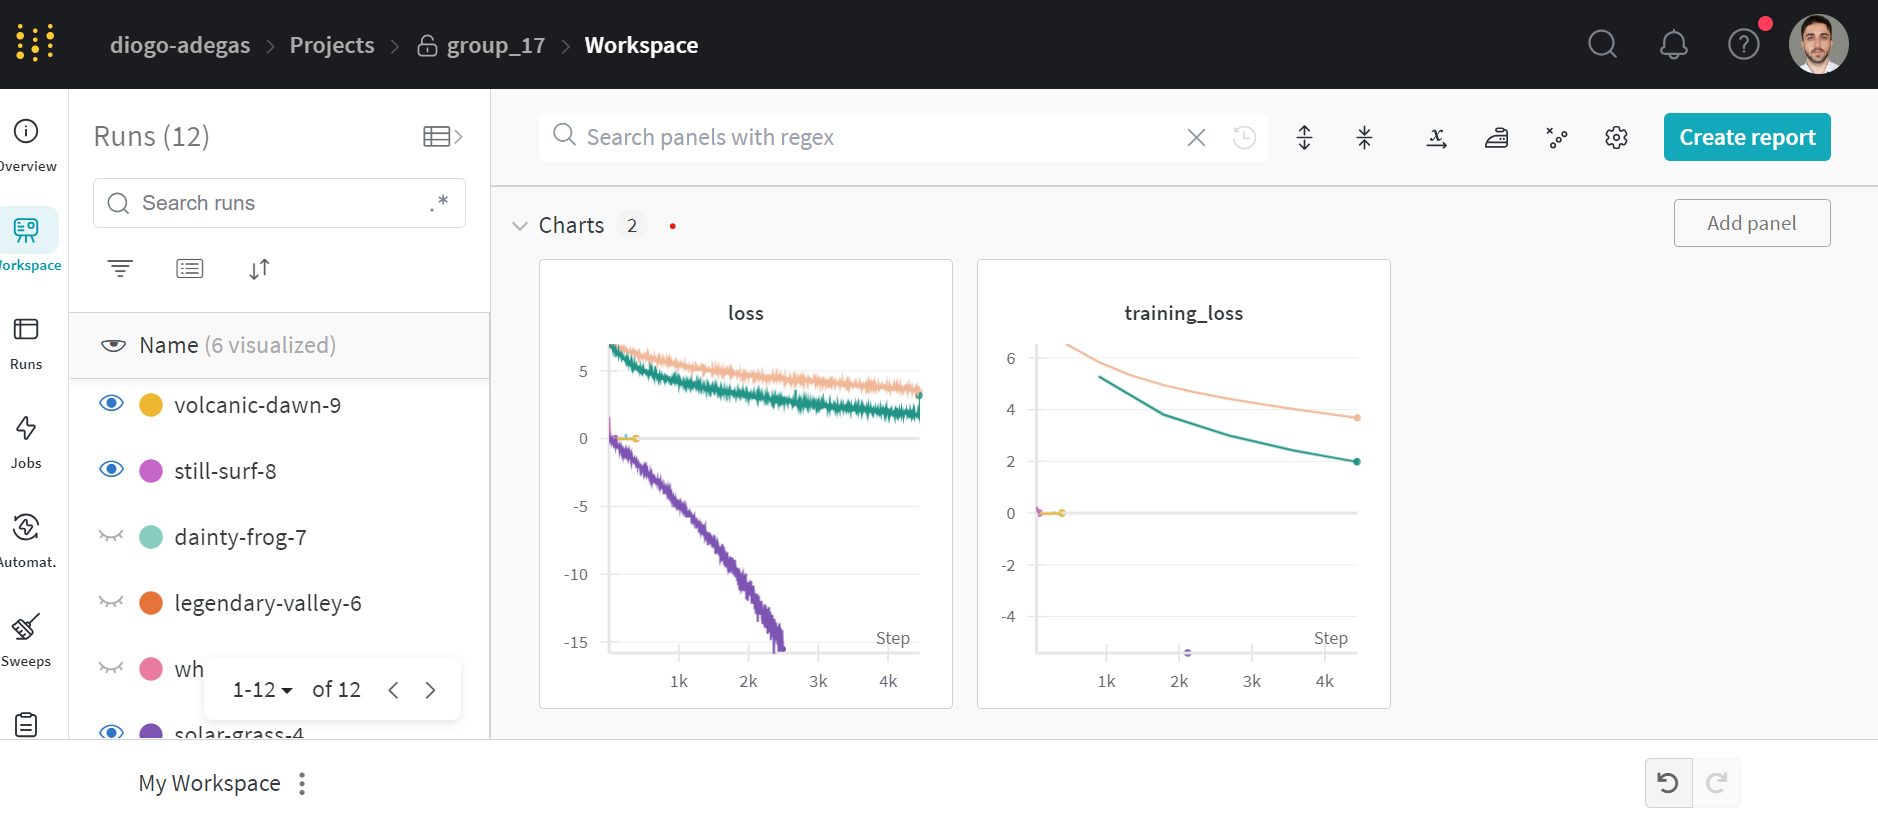 diogo-adegas > Projects > group_17 > Workspace
Overview
Workspace
Runs
Jobs
Automat.
Sweeps
Runs (12)
Search runs
.*
Name (6 visualized)
volcanic-dawn-9
still-surf-8
dainty-frog-7
legendary-valley-6
wh
solar-grass-4
1-12 of 12
Search panels with regex
Create report
Charts 2
Add panel
loss
5
0
-5
-10
-15
Step
1k 2k 3k 4k
training_loss
6
4
2
0
-2
-4
Step
1k 2k 3k 4k
My Workspace